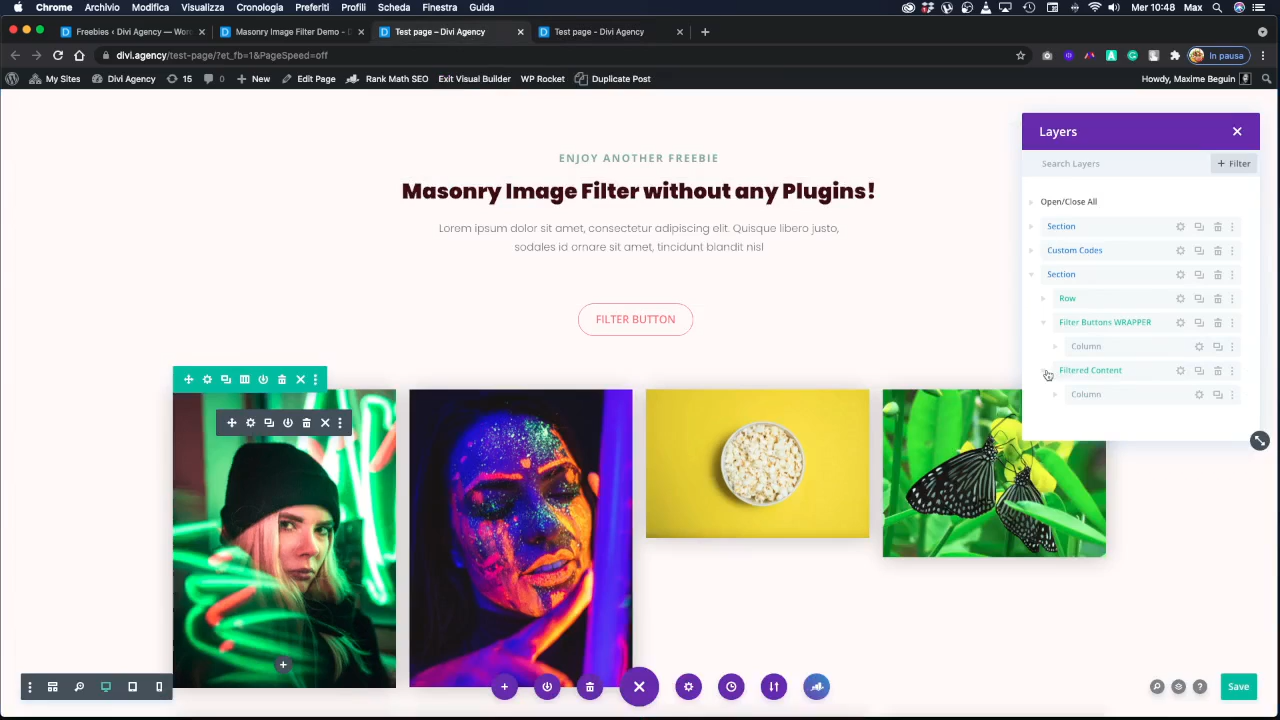 Chrome Archivio Modifica Visualizza Cronologia Preferiti Profili Scheda Finestra Guida
Mer 10:48 Max
Freebies ‹ Divi Agency — Wor
Masonry Image Filter Demo - D
Test page – Divi Agency
Test page – Divi Agency
divi.agency/test-page/?et_fb=1&PageSpeed=off
In pausa
My Sites Divi Agency 15 0 New Edit Page Rank Math SEO Exit Visual Builder WP Rocket Duplicate Post
Howdy, Maxime Beguin
ENJOY ANOTHER FREEBIE
Masonry Image Filter without any Plugins!
Lorem ipsum dolor sit amet, consectetur adipiscing elit. Quisque libero justo,
sodales id ornare sit amet, tincidunt blandit nisl
FILTER BUTTON
Layers
Search Layers
+ Filter
Open/Close All
Section
Custom Codes
Section
Row
Filter Buttons WRAPPER
Column
Filtered Content
Column
Save